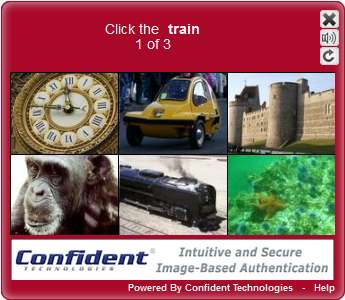 Click the train
1 of 3
Confident®
TECHNOLOGIES
Intuitive and Secure
Image-Based Authentication
Powered By Confident Technologies - Help